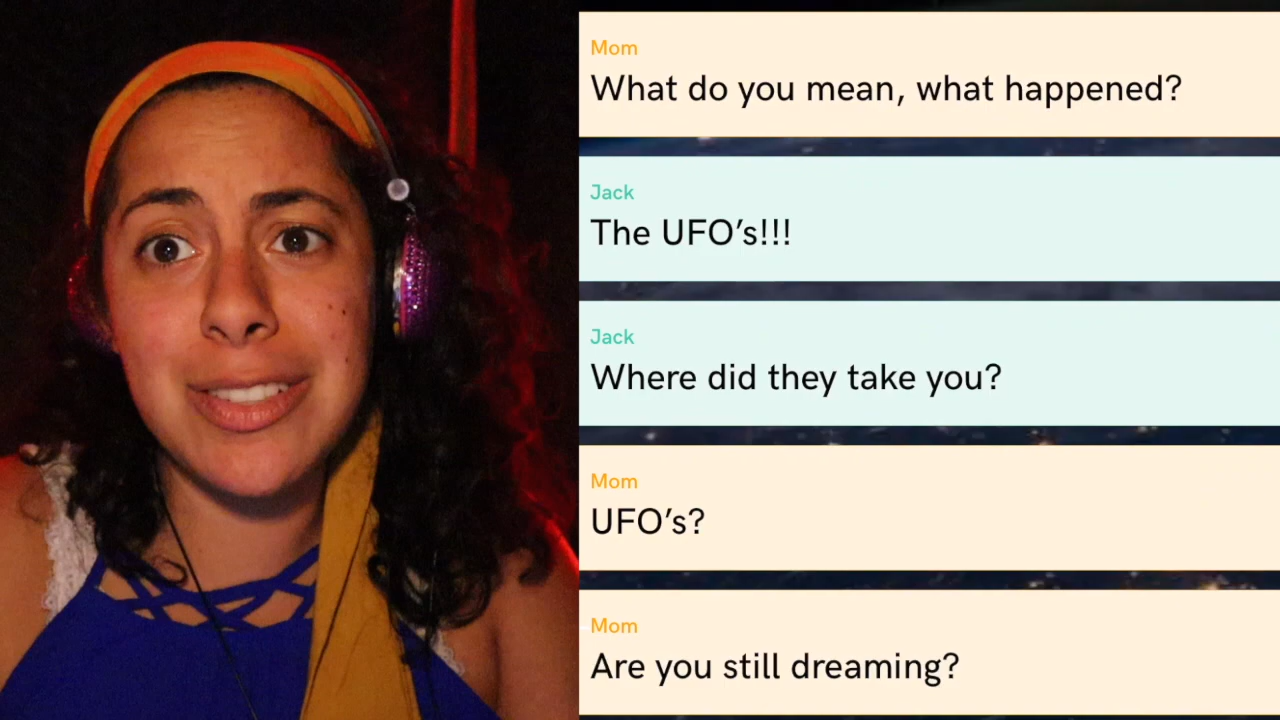 Mom
What do you mean, what happened?
Jack
The UFO’s!!!
Jack
Where did they take you?
Mom
UFO’s?
Mom
Are you still dreaming?